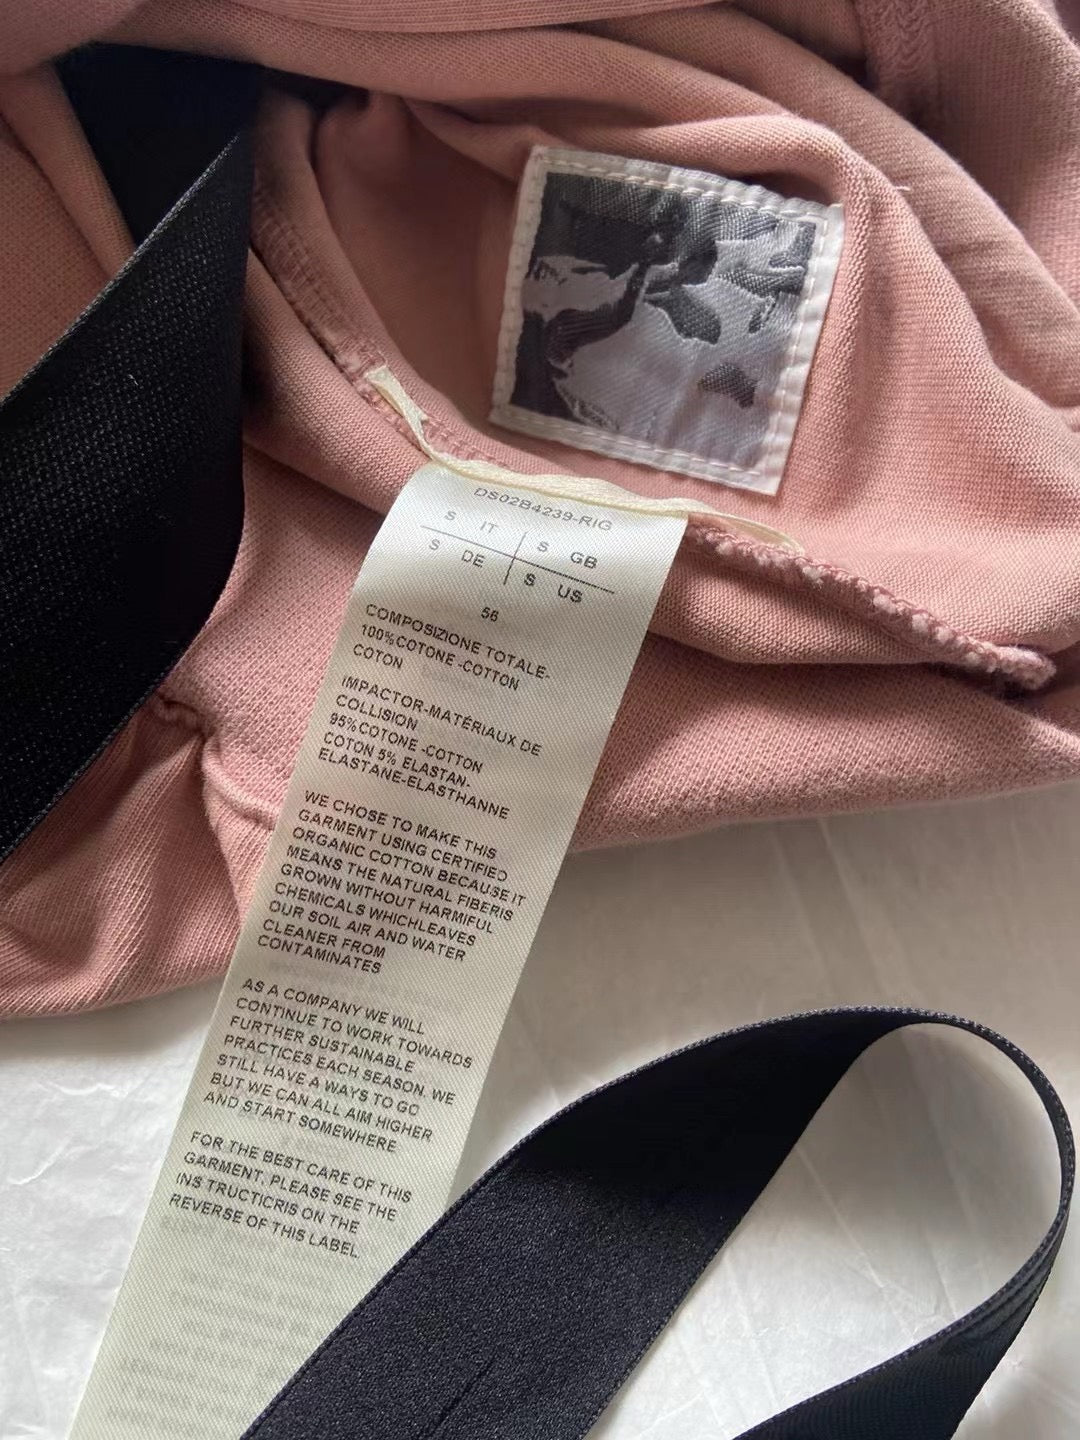 DS02B4239-RIG
S IT S GB
S DE S US
56
COMPOSIZIONE TOTALE-
100%COTONE-COTTON
COTON
IMPACTOR-MATÉRIAUX DE
COLLISION
95%COTONE-COTTON
COTON 5% ELASTAN-
ELASTANE-ELASTHANNE
WE CHOSE TO MAKE THIS
GARMENT USING CERTIFIED
ORGANIC COTTON BECAUSE IT
MEANS THE NATURAL FIBERIS
GROWN WITHOUT HARMIFUL
CHEMICALS WHICHLEAVES
OUR SOIL AIR AND WATER
CLEANER FROM
CONTAMINATES
AS A COMPANY WE WILL
CONTINUE TO WORK TOWARDS
FURTHER SUSTAINABLE
PRACTICES EACH SEASON. WE
STILL HAVE A WAYS TO GO
BUT WE CAN ALL AIM HIGHER
AND START SOMEWHERE
FOR THE BEST CARE OF THIS
GARMENT, PLEASE SEE THE
INS TRUCTICRIS ON THE
REVERSE OF THIS LABEL.